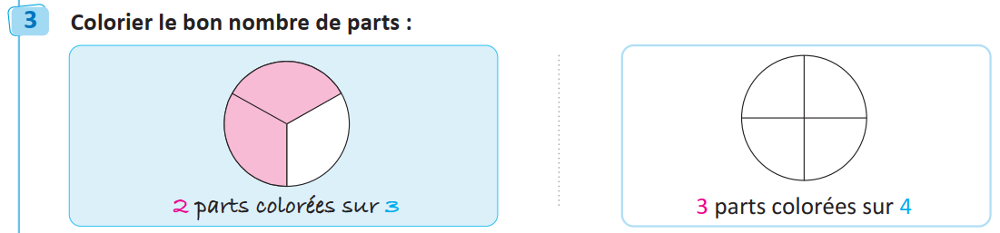 3 Colorier le bon nombre de parts :
2 parts colorées sur 3
3 parts colorées sur 4